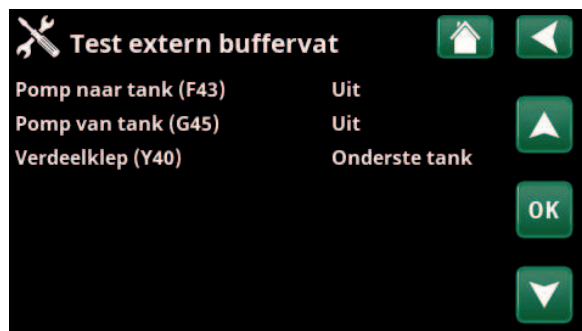 Test extern buffervat
Pomp naar tank (F43) Uit
Pomp van tank (G45) Uit
Verdeelklep (Y40) Onderste tank
OK